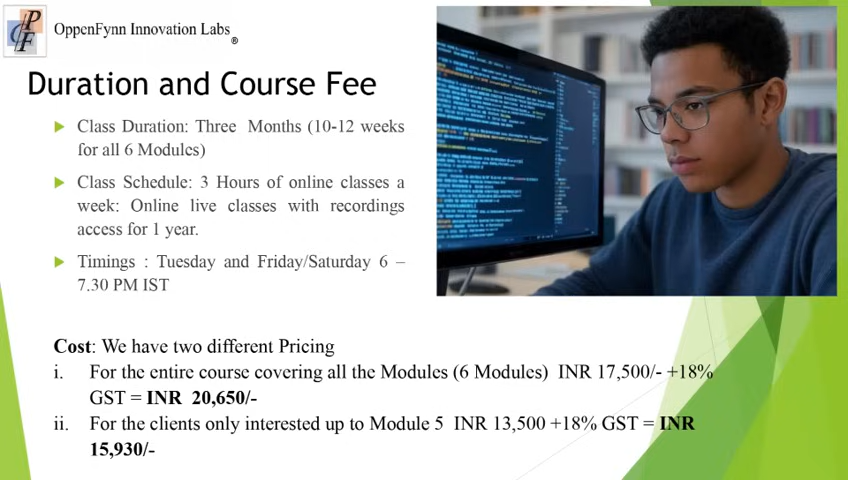 OppenFynn Innovation Labs®
Duration and Course Fee
Class Duration: Three Months (10-12 weeks
for all 6 Modules)
Class Schedule: 3 Hours of online classes a
week: Online live classes with recordings
access for 1 year.
Timings : Tuesday and Friday/Saturday 6 –
7.30 PM IST
Cost: We have two different Pricing
i. For the entire course covering all the Modules (6 Modules) INR 17,500/- +18%
GST = INR 20,650/-
ii. For the clients only interested up to Module 5 INR 13,500 +18% GST = INR
15,930/-